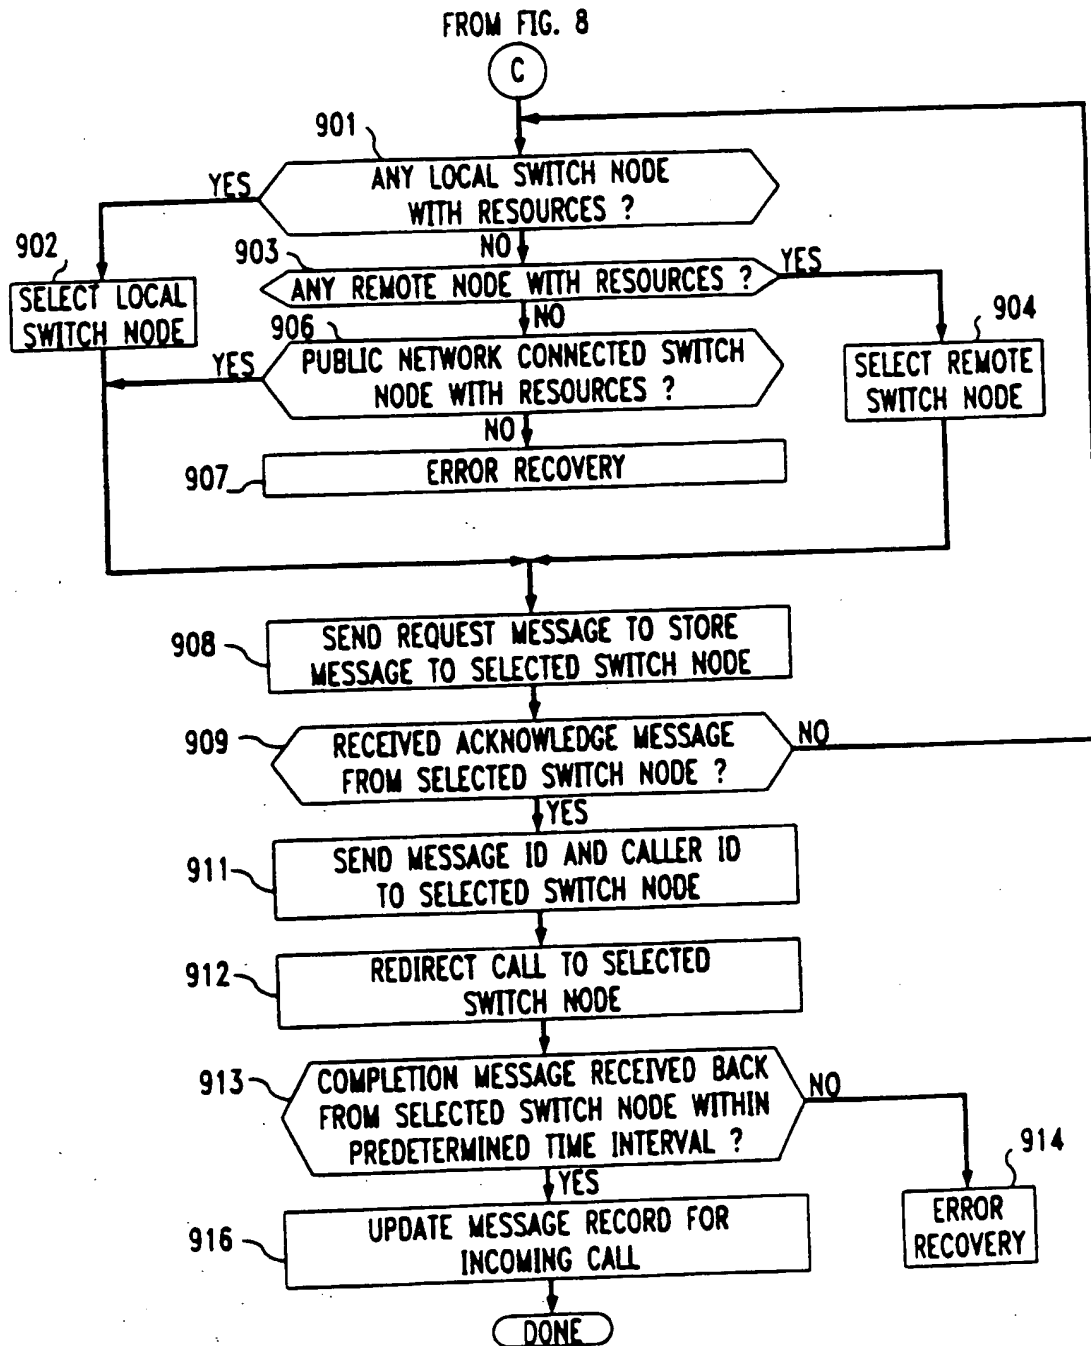 FROM FIG. 8
C
901
ANY LOCAL SWITCH NODE
WITH RESOURCES ?
YES
NO
902
SELECT LOCAL
SWITCH NODE
903
ANY REMOTE NODE WITH RESOURCES ?
YES
NO
904
SELECT REMOTE
SWITCH NODE
906
PUBLIC NETWORK CONNECTED SWITCH
NODE WITH RESOURCES ?
YES
NO
907
ERROR RECOVERY
908
SEND REQUEST MESSAGE TO STORE
MESSAGE TO SELECTED SWITCH NODE
909
RECEIVED ACKNOWLEDGE MESSAGE
FROM SELECTED SWITCH NODE ?
NO
YES
911
SEND MESSAGE ID AND CALLER ID
TO SELECTED SWITCH NODE
912
REDIRECT CALL TO SELECTED
SWITCH NODE
913
COMPLETION MESSAGE RECEIVED BACK
FROM SELECTED SWITCH NODE WITHIN
PREDETERMINED TIME INTERVAL ?
NO
YES
914
ERROR
RECOVERY
916
UPDATE MESSAGE RECORD FOR
INCOMING CALL
DONE